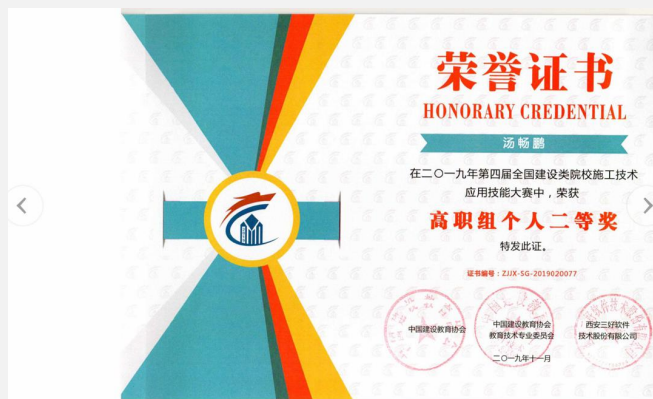 荣誉证书
HONORARY CREDENTIAL
汤畅鹏
在二〇一九年第四届全国建设类院校施工技术
应用技能大赛中，荣获
高职组个人二等奖
特发此证。
证书编号：ZJJX-SG-2019020077
中国建设教育协会
中国建设教育协会
教育技术专业委员会
西安三好软件
技术股份有限公司
二〇一九年十一月